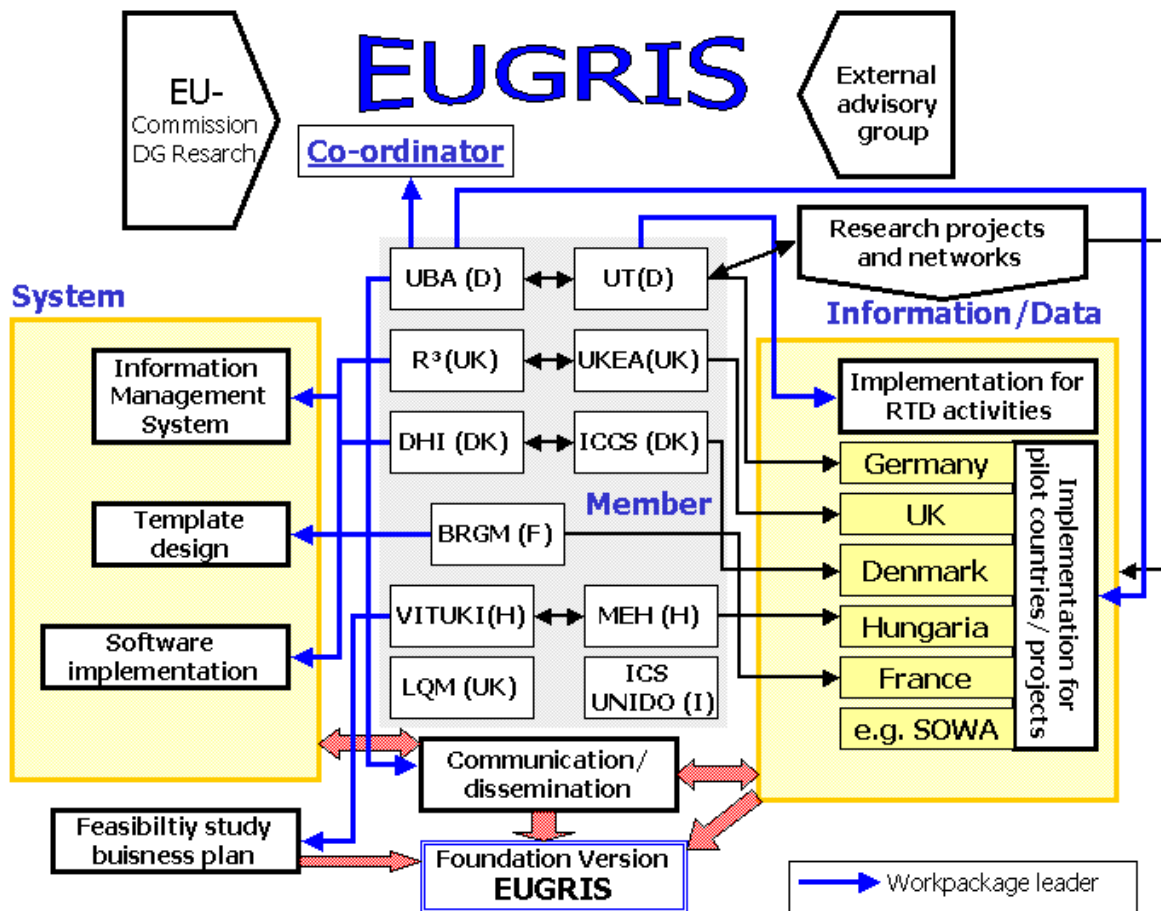 EUGRIS
EU-
Commission
DG Resarch
External
advisory
group
Co-ordinator
Research projects
and networks
UBA (D)
UT(D)
System
Information/Data
R³(UK)
UKEA(UK)
Information
Management
System
Implementation for
RTD activities
DHI (DK)
ICCS (DK)
Germany
Member
UK
Template
design
BRGM (F)
Denmark
Implementation for
pilot countries/ projects
VITUKI(H)
MEH (H)
Hungaria
Software
implementation
LQM (UK)
ICS
UNIDO (I)
France
e.g. SOWA
Communication/
dissemination
Feasibiltiy study
buisness plan
Foundation Version
EUGRIS
Workpackage leader